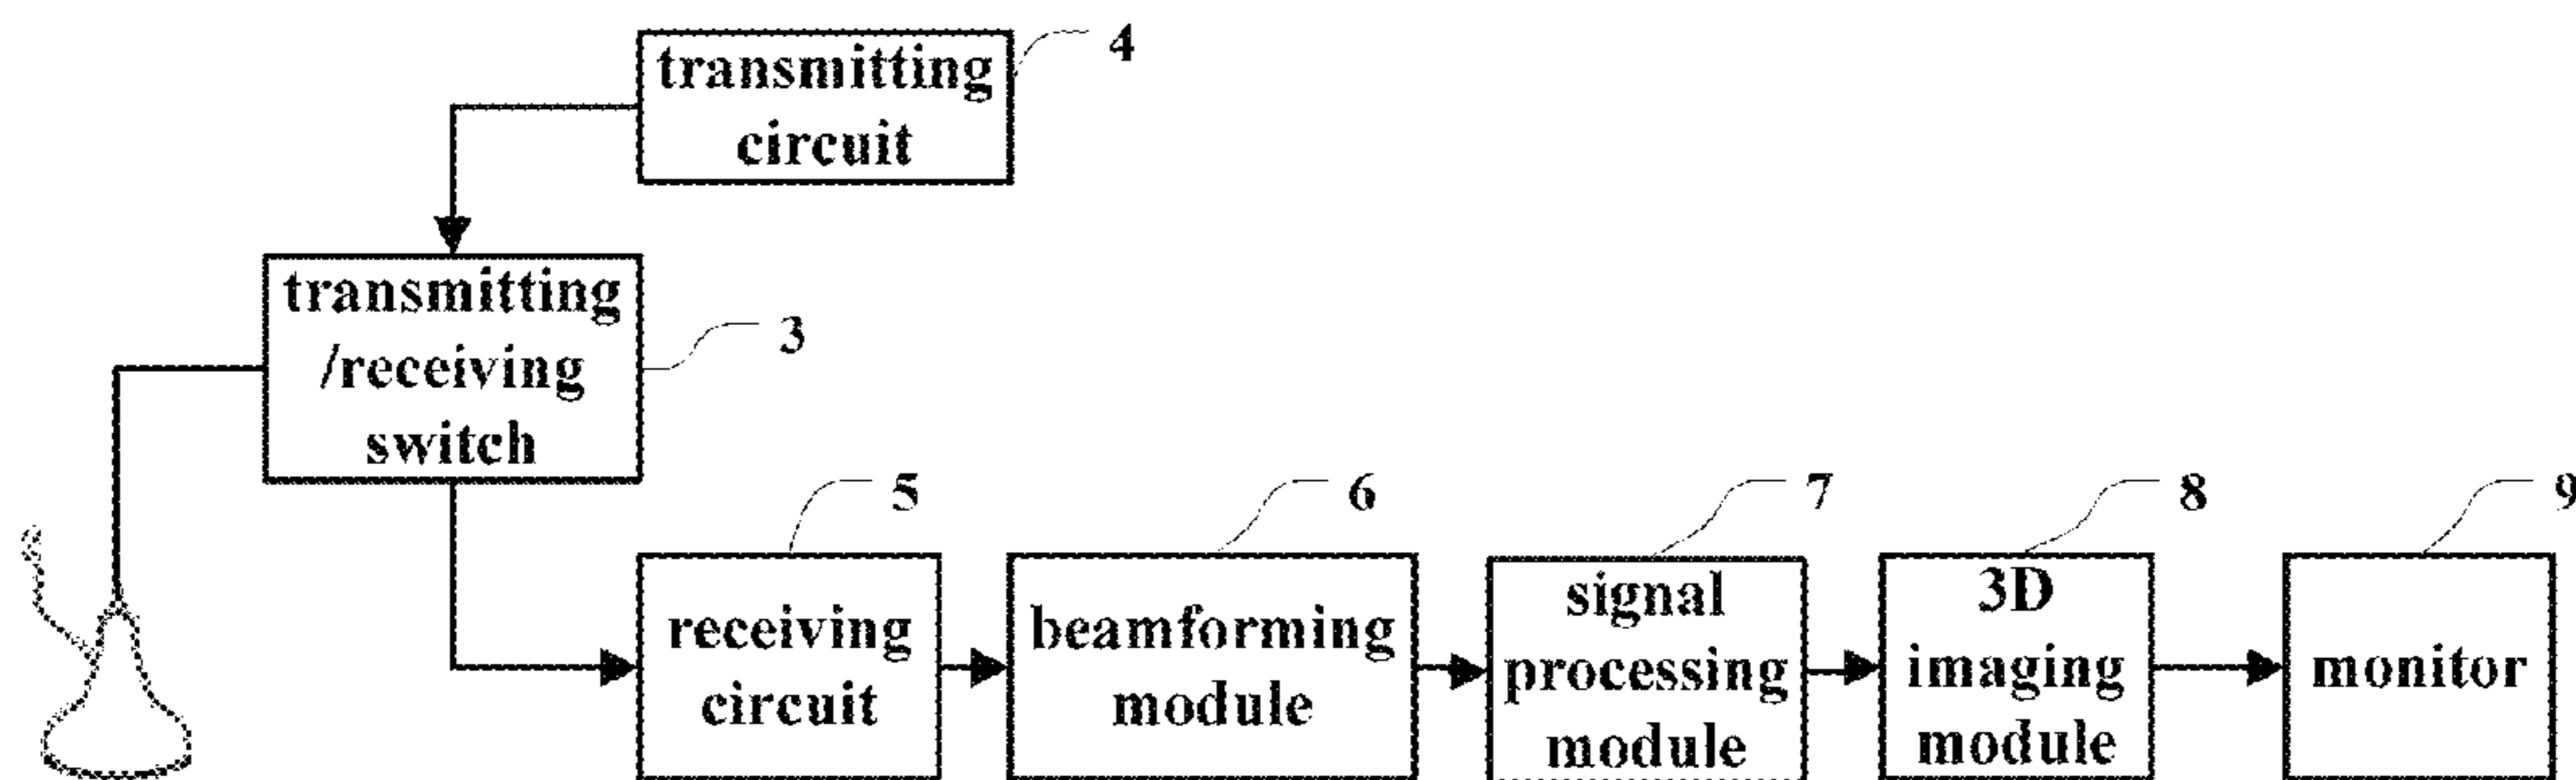 transmitting
circuit
4
transmitting
/receiving
switch
3
5
6
7
8
9
receiving
circuit
beamforming
module
signal
processing
module
3D
imaging
module
monitor